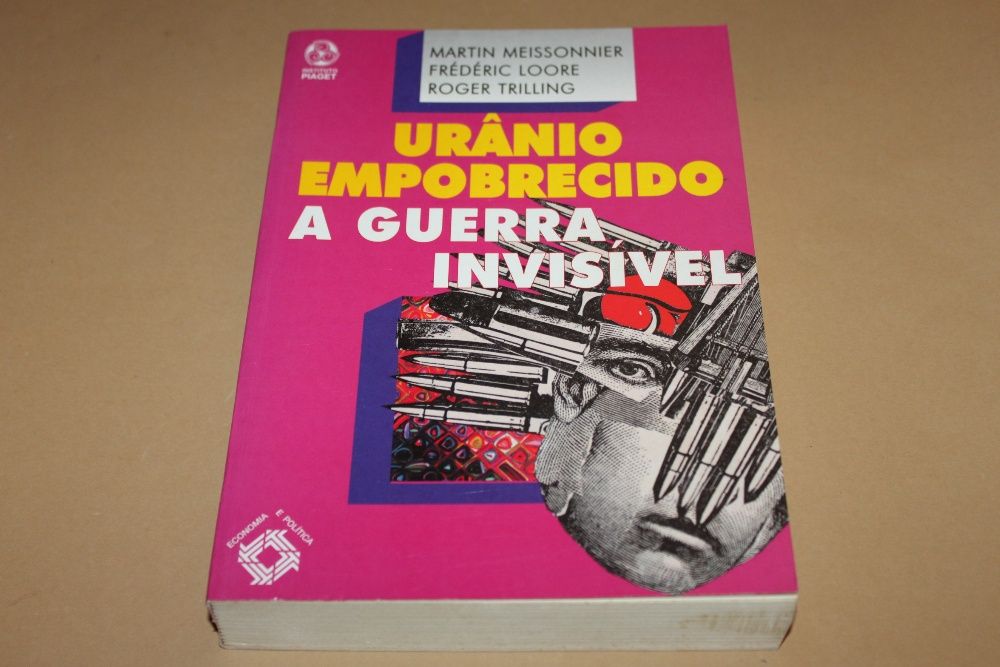 INSTITUTO
PIAGET
MARTIN MEISSONNIER
FRÉDÉRIC LOORE
ROGER TRILLING
URÂNIO
EMPOBRECIDO
A GUERRA
INVISÍVEL
ECONOMIA E POLÍTICA